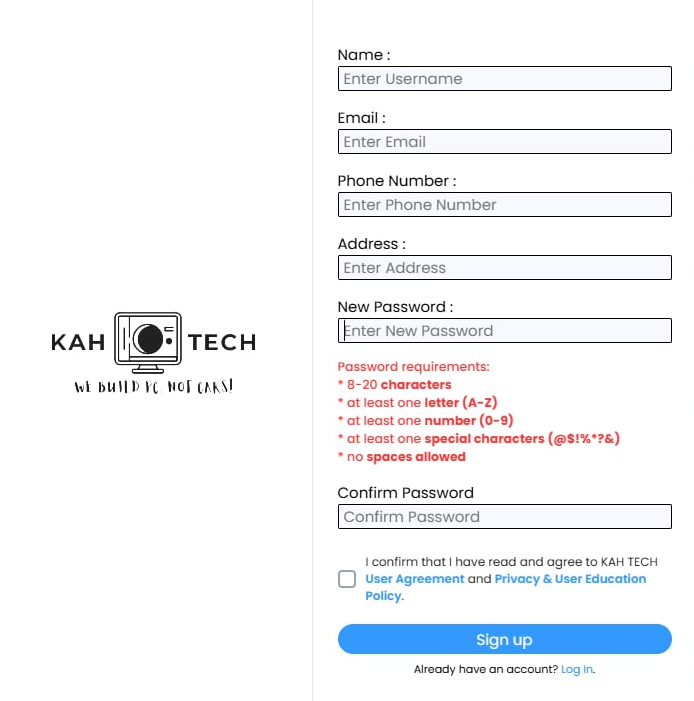 KAH TECH
WE BUILD PC, NOT CARS!
Name :
Enter Username
Email :
Enter Email
Phone Number :
Enter Phone Number
Address :
Enter Address
New Password :
Enter New Password
Password requirements:
* 8-20 characters
* at least one letter (A-Z)
* at least one number (0-9)
* at least one special characters (@$!%*?&)
* no spaces allowed
Confirm Password
Confirm Password
I confirm that I have read and agree to KAH TECH
User Agreement and Privacy & User Education
Policy.
Sign up
Already have an account? Log In.